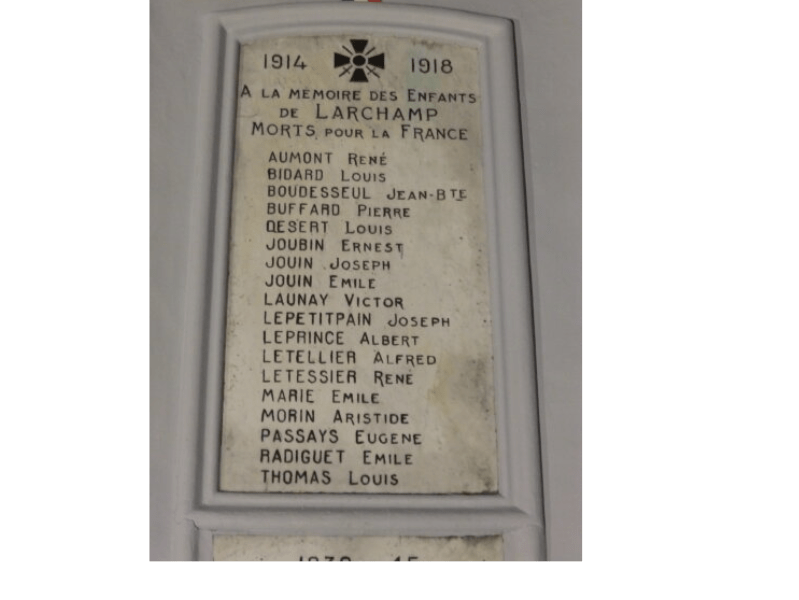 1914 1918
A LA MÉMOIRE DES ENFANTS
DE LARCHAMP
MORTS POUR LA FRANCE
AUMONT RENÉ
BIDARD LOUIS
BOUDESSEUL JEAN-BTE
BUFFARD PIERRE
DESERT LOUIS
JOUBIN ERNEST
JOUIN JOSEPH
JOUIN EMILE
LAUNAY VICTOR
LEPETITPAIN JOSEPH
LEPRINCE ALBERT
LETELLIER ALFRED
LETESSIER RENÉ
MARIE EMILE
MORIN ARISTIDE
PASSAYS EUGENE
RADIGUET EMILE
THOMAS LOUIS